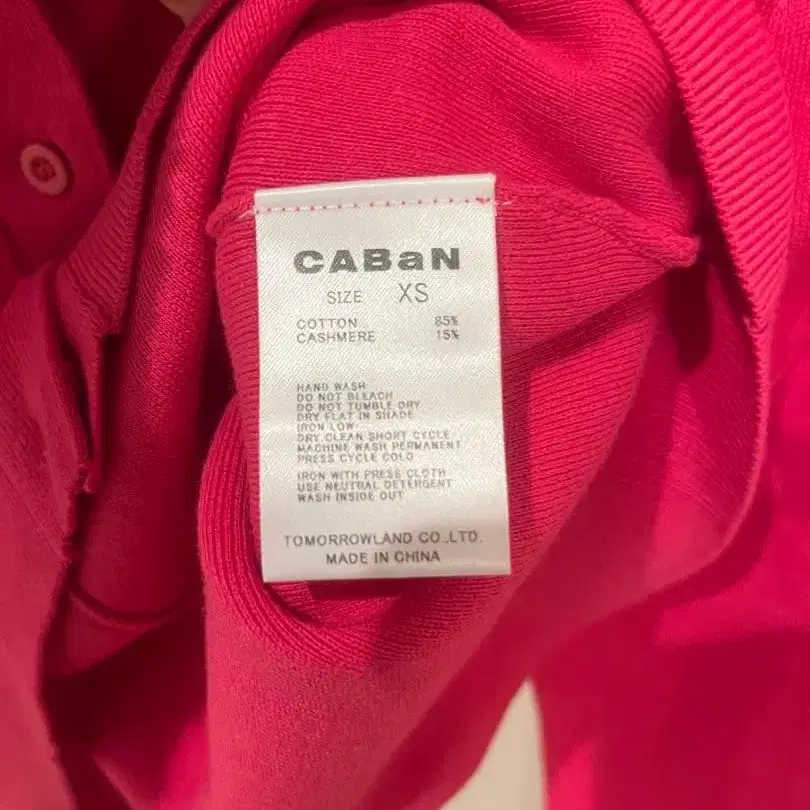 CABaN
SIZE XS
COTTON 85%
CASHMERE 15%
HAND WASH
DO NOT BLEACH
DO NOT TUMBLE DRY
DRY FLAT IN SHADE
IRON LOW
DRY CLEAN SHORT CYCLE
MACHINE WASH PERMANENT
PRESS CYCLE COLD
IRON WITH PRESS CLOTH
USE NEUTRAL DETERGENT
WASH INSIDE OUT
TOMORROWLAND CO.,LTD.
MADE IN CHINA